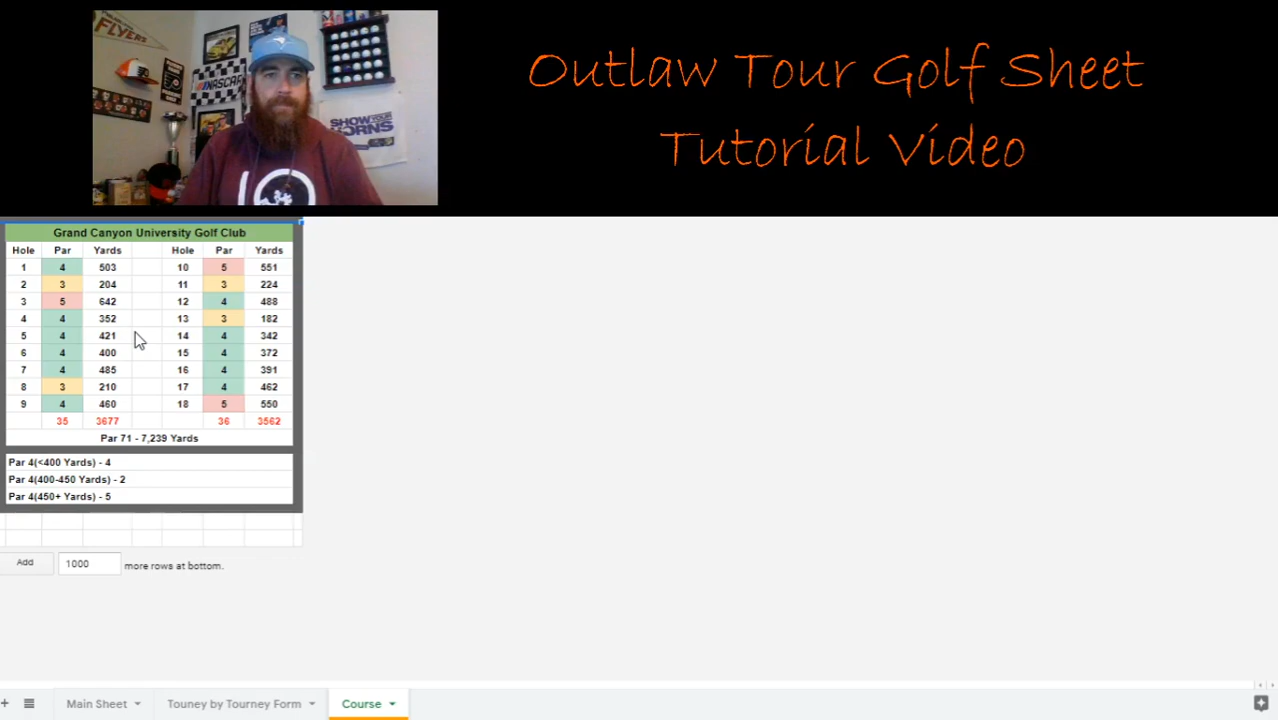 FLYERS
NASCAR
SHOW YOUR
HORNS
Outlaw Tour Golf Sheet
Tutorial Video
Grand Canyon University Golf Club
Hole Par Yards Hole Par Yards
1 4 503 10 5 551
2 3 204 11 3 224
3 5 642 12 4 488
4 4 352 13 3 182
5 4 421 14 4 342
6 4 400 15 4 372
7 4 485 16 4 391
8 3 210 17 4 462
9 4 460 18 5 550
35 3677 36 3562
Par 71 - 7,239 Yards
Par 4(<400 Yards) - 4
Par 4(400-450 Yards) - 2
Par 4(450+ Yards) - 5
Add 1000 more rows at bottom.
Main Sheet Touney by Tourney Form Course